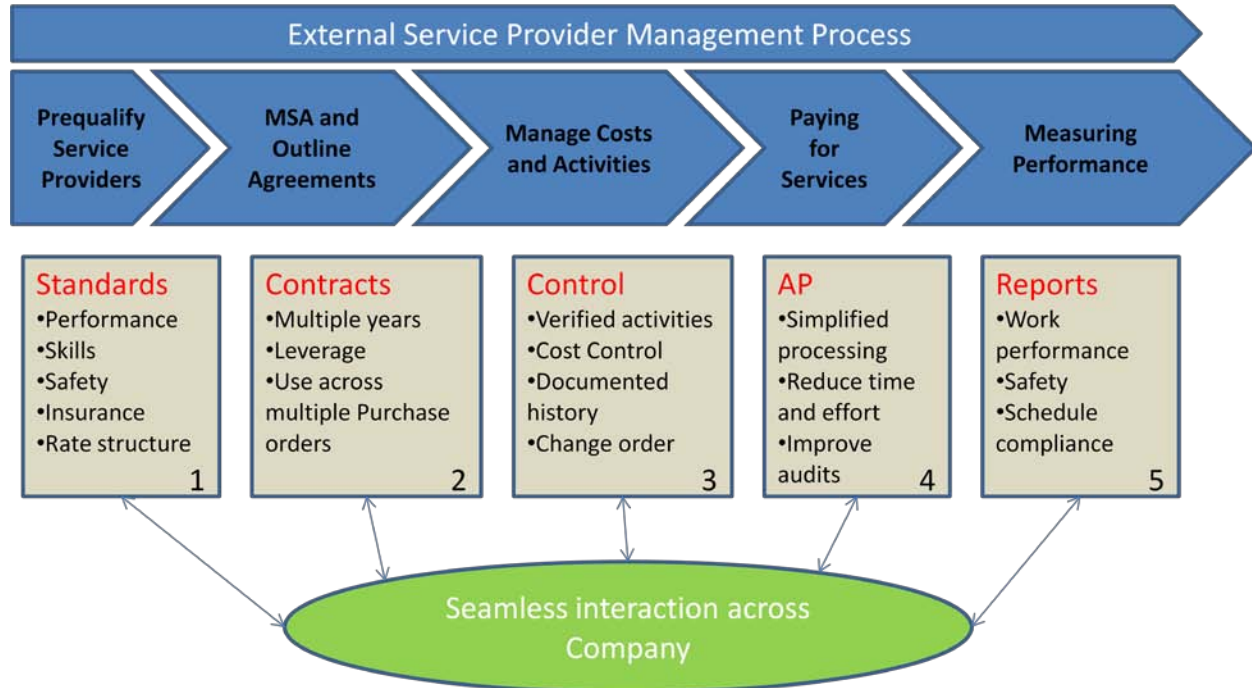 External Service Provider Management Process
Prequalify
Service
Providers
MSA and
Outline
Agreements
Manage Costs
and Activities
Paying
for
Services
Measuring
Performance
Standards
•Performance
•Skills
•Safety
•Insurance
•Rate structure
1
Contracts
•Multiple years
•Leverage
•Use across
multiple Purchase
orders
2
Control
•Verified activities
•Cost Control
•Documented
history
•Change order
3
AP
•Simplified
processing
•Reduce time
and effort
•Improve
audits
4
Reports
•Work
performance
•Safety
•Schedule
compliance
5
Seamless interaction across
Company